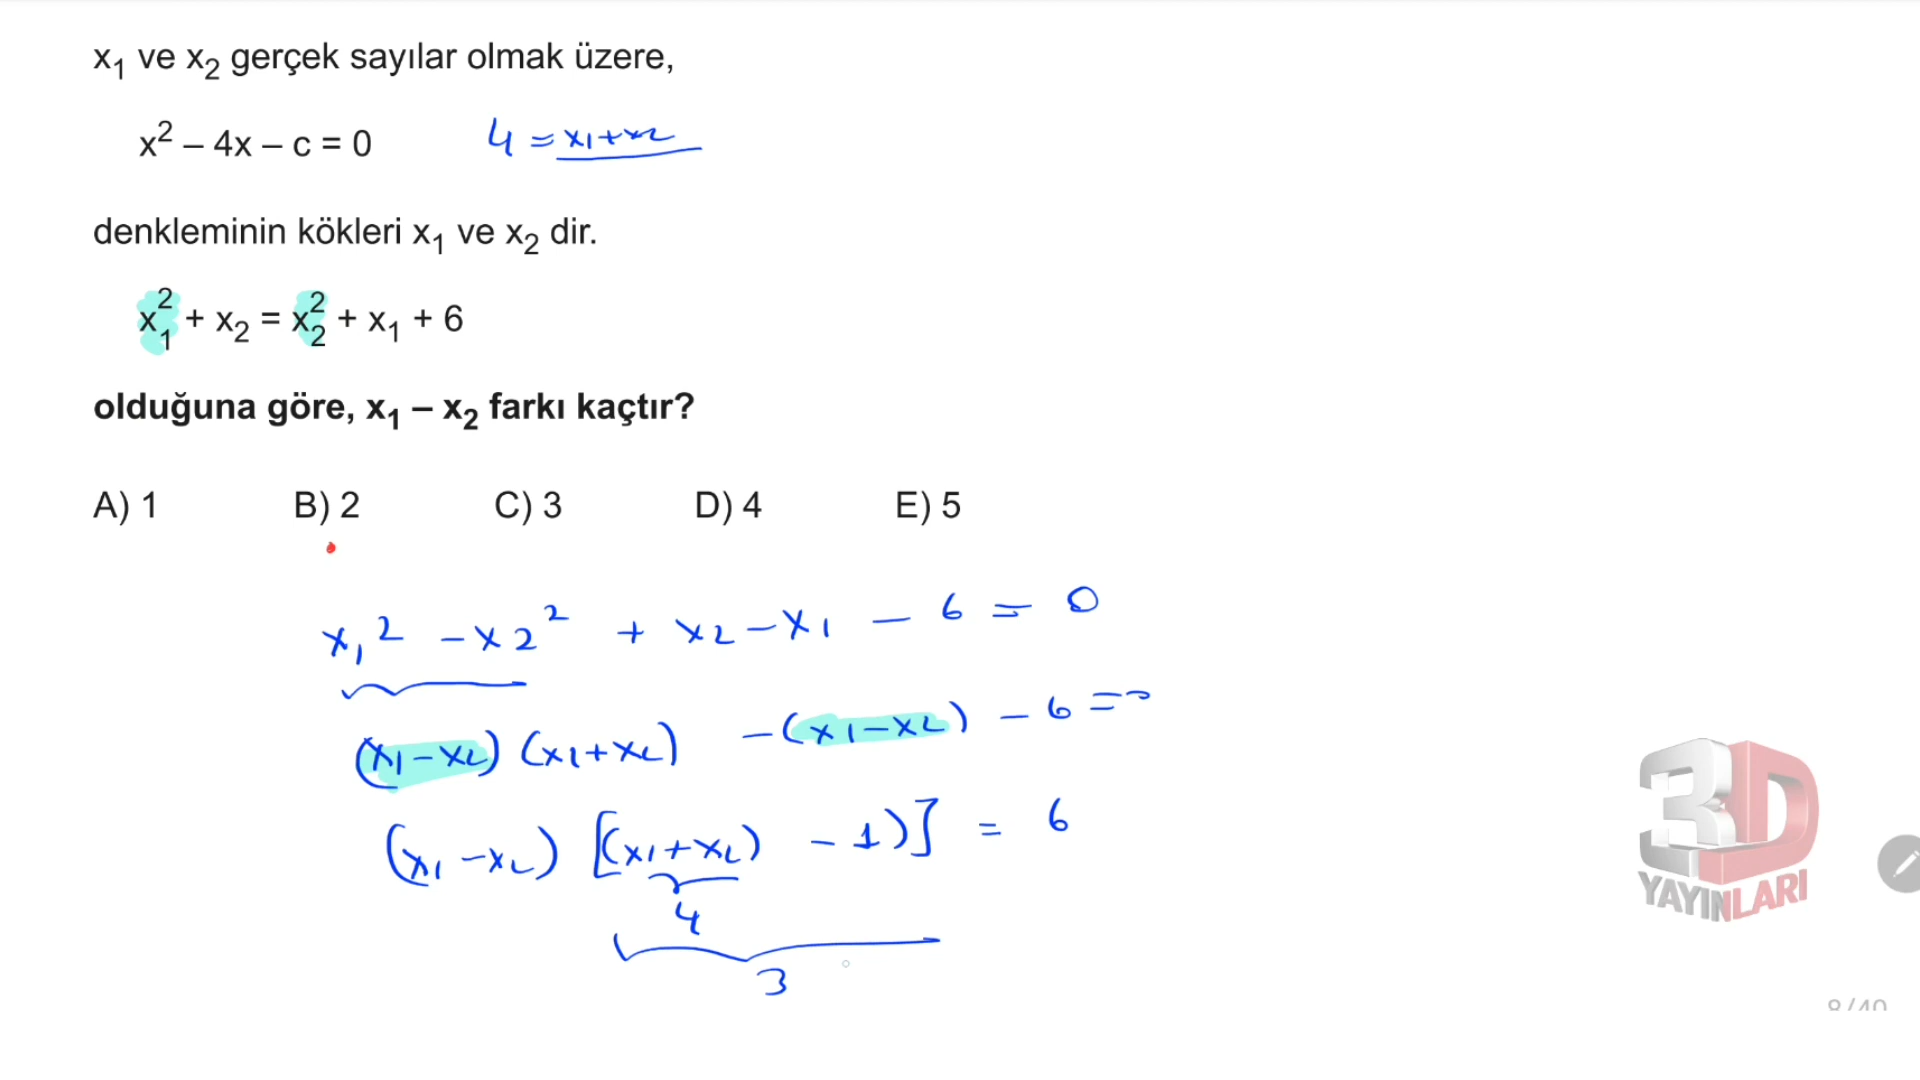 x₁ ve x₂ gerçek sayılar olmak üzere,
x² – 4x – c = 0 4 = x₁+x₂
denkleminin kökleri x₁ ve x₂ dir.
x₁² + x₂ = x₂² + x₁ + 6
olduğuna göre, x₁ – x₂ farkı kaçtır?
A) 1 B) 2 C) 3 D) 4 E) 5
x₁² – x₂² + x₂ – x₁ – 6 = 0
(x₁–x₂) (x₁+x₂) –(x₁–x₂) – 6 = 0
(x₁–x₂) [(x₁+x₂) – 1)] = 6
4
3
3D
YAYINLARI
8/40